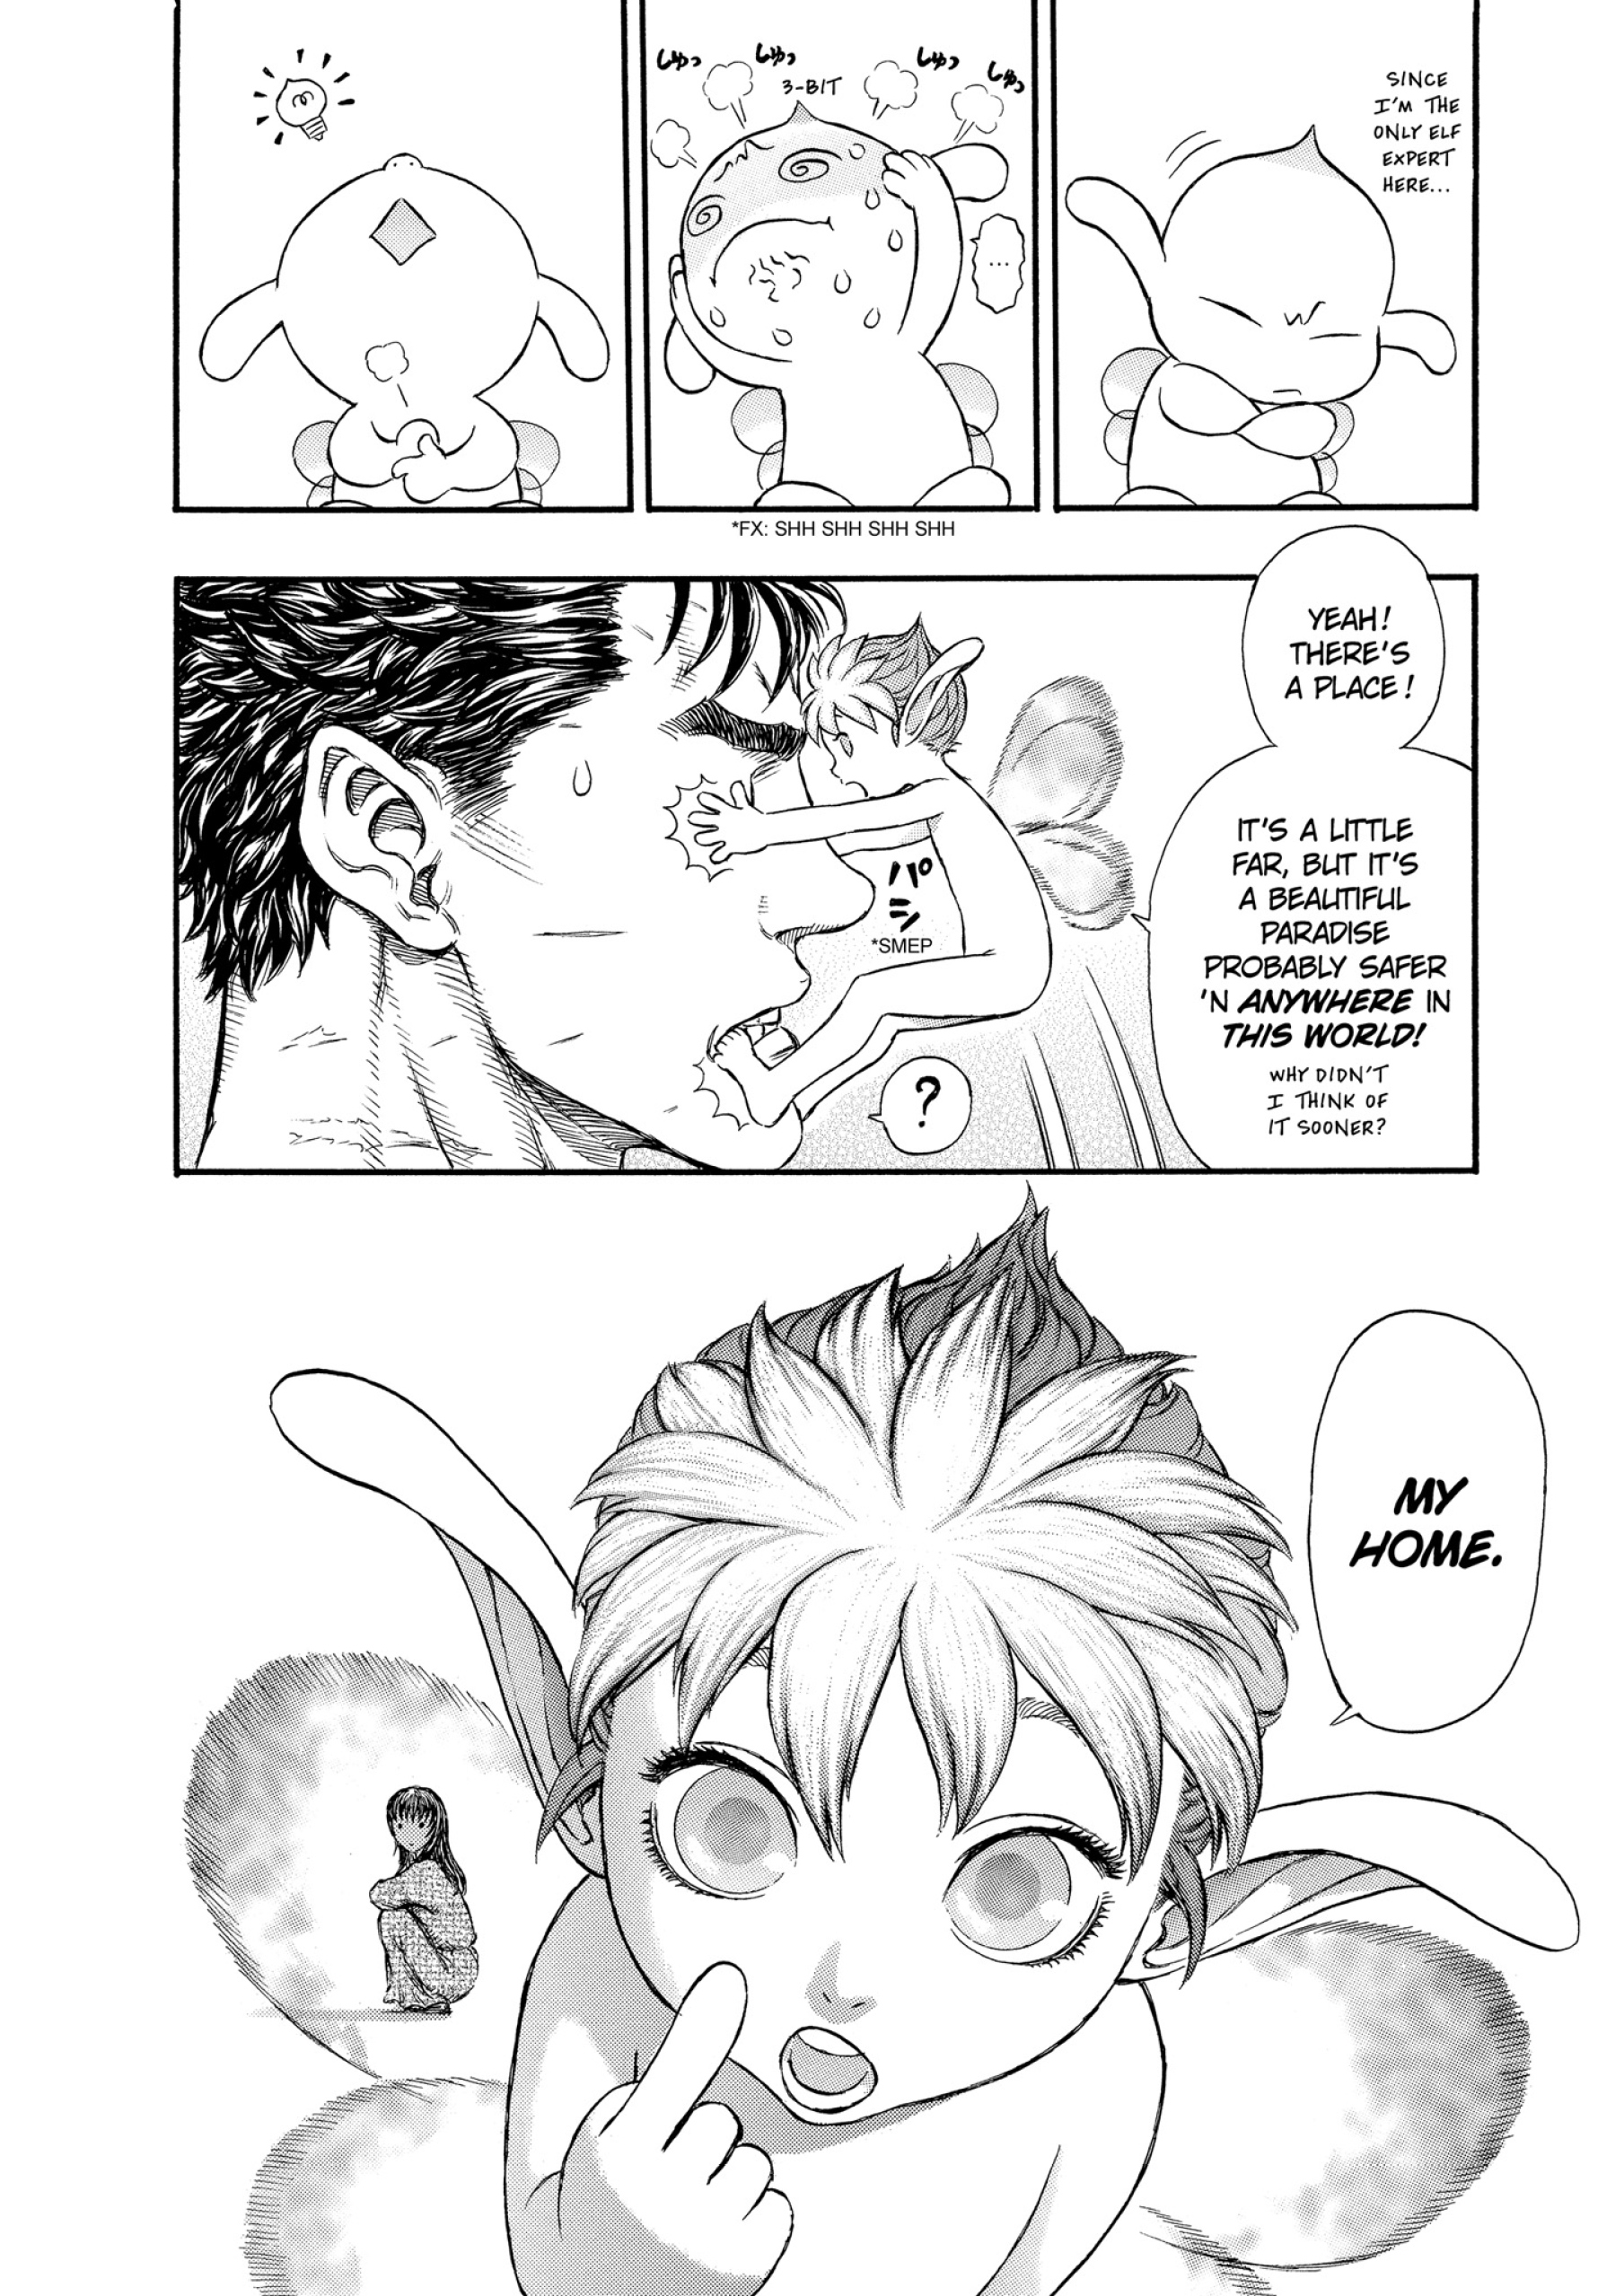 SINCE
I'M THE
ONLY ELF
EXPERT
HERE...
しゅっ
しゅっ
3-BIT
しゅっ
しゅっ
...
*FX: SHH SHH SHH SHH
YEAH!
THERE'S
A PLACE!
IT'S A LITTLE
FAR, BUT IT'S
A BEAUTIFUL
PARADISE
PROBABLY SAFER
'N ANYWHERE IN
THIS WORLD!
WHY DIDN'T
I THINK OF
IT SOONER?
パシ
*SMEP
?
MY
HOME.